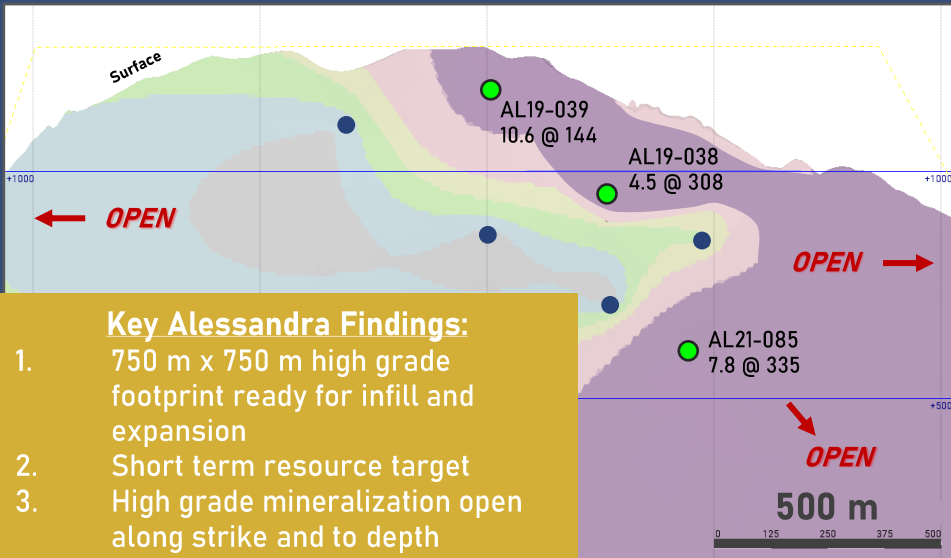 Surface
AL19-039
10.6 @ 144
AL19-038
4.5 @ 308
+1000
+1000
OPEN
OPEN
AL21-085
7.8 @ 335
+500
OPEN
500 m
0 125 250 375 500
Key Alessandra Findings:
1. 750 m x 750 m high grade
footprint ready for infill and
expansion
2. Short term resource target
3. High grade mineralization open
along strike and to depth